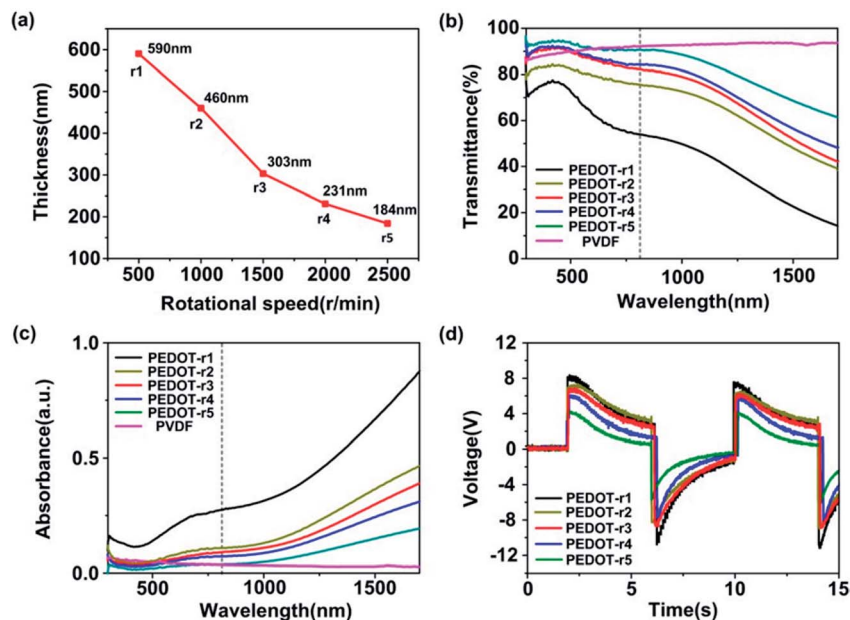 (a)
600
500
400
300
200
100
Thickness(nm)
590nm
r1
460nm
r2
303nm
r3
231nm
r4
184nm
r5
500 1000 1500 2000 2500
Rotational speed(r/min)
(b)
100
80
60
40
20
0
Transmittance(%)
PEDOT-r1
PEDOT-r2
PEDOT-r3
PEDOT-r4
PEDOT-r5
PVDF
500 1000 1500
Wavelength(nm)
(c)
1.0
0.5
0.0
Absorbance(a.u.)
PEDOT-r1
PEDOT-r2
PEDOT-r3
PEDOT-r4
PEDOT-r5
PVDF
500 1000 1500
Wavelength(nm)
(d)
12
8
4
0
-4
-8
-12
Voltage(V)
PEDOT-r1
PEDOT-r2
PEDOT-r3
PEDOT-r4
PEDOT-r5
0 5 10 15
Time(s)